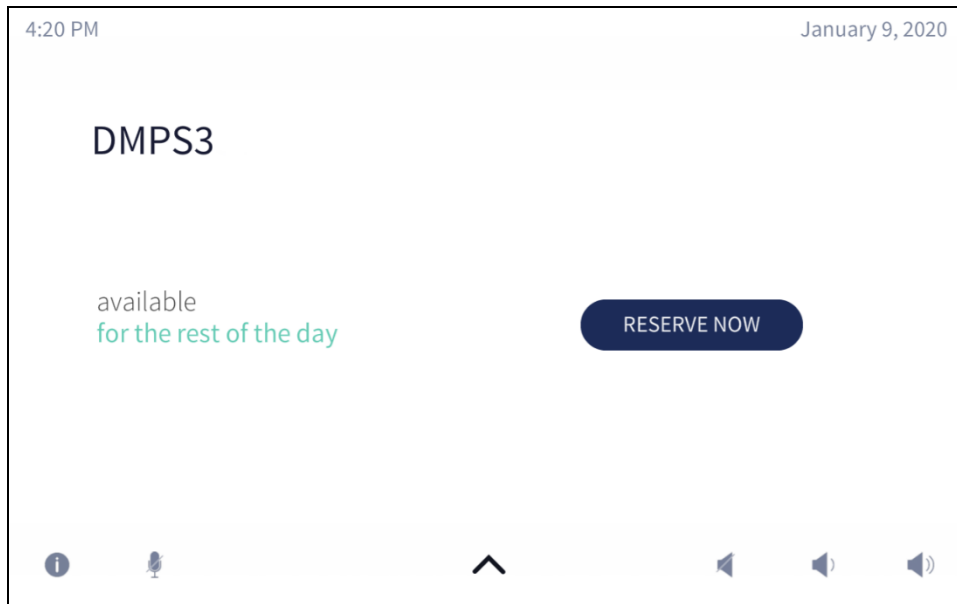 4:20 PM January 9, 2020
DMPS3
available
for the rest of the day
RESERVE NOW